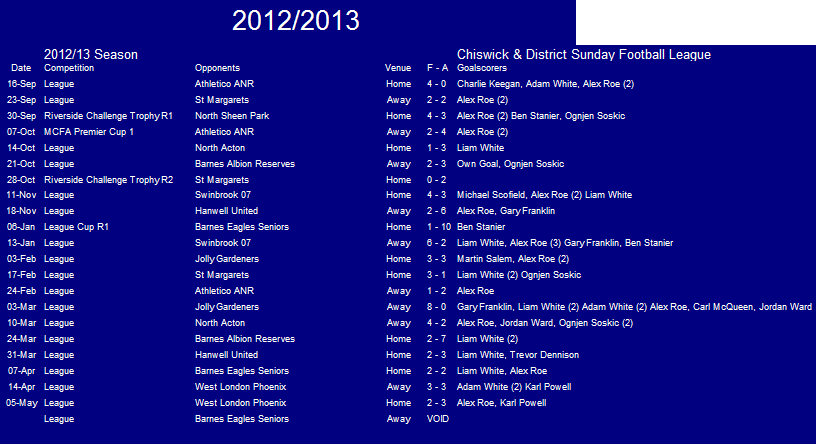 2012/2013
2012/13 Season Chiswick & District Sunday Football League
Date Competition Opponents Venue F - A Goalscorers
16-Sep League Athletico ANR Home 4 - 0 Charlie Keegan, Adam White, Alex Roe (2)
23-Sep League St Margarets Away 2 - 2 Alex Roe (2)
30-Sep Riverside Challenge Trophy R1 North Sheen Park Home 4 - 3 Alex Roe (2) Ben Stanier, Ognjen Soskic
07-Oct MCFA Premier Cup 1 Athletico ANR Away 2 - 4 Alex Roe (2)
14-Oct League North Acton Home 1 - 3 Liam White
21-Oct League Barnes Albion Reserves Away 2 - 3 Own Goal, Ognjen Soskic
28-Oct Riverside Challenge Trophy R2 St Margarets Home 0 - 2
11-Nov League Swinbrook 07 Home 4 - 3 Michael Scofield, Alex Roe (2) Liam White
18-Nov League Hanwell United Away 2 - 6 Alex Roe, Gary Franklin
06-Jan League Cup R1 Barnes Eagles Seniors Home 1 - 10 Ben Stanier
13-Jan League Swinbrook 07 Away 6 - 2 Liam White, Alex Roe (3) Gary Franklin, Ben Stanier
03-Feb League Jolly Gardeners Home 3 - 3 Martin Salem, Alex Roe (2)
17-Feb League St Margarets Home 3 - 1 Liam White (2) Ognjen Soskic
24-Feb League Athletico ANR Away 1 - 2 Alex Roe
03-Mar League Jolly Gardeners Away 8 - 0 Gary Franklin, Liam White (2) Adam White (2) Alex Roe, Carl McQueen, Jordan Ward
10-Mar League North Acton Away 4 - 2 Alex Roe, Jordan Ward, Ognjen Soskic (2)
24-Mar League Barnes Albion Reserves Home 2 - 7 Liam White (2)
31-Mar League Hanwell United Home 2 - 3 Liam White, Trevor Dennison
07-Apr League Barnes Eagles Seniors Home 2 - 2 Liam White, Alex Roe
14-Apr League West London Phoenix Away 3 - 3 Adam White (2) Karl Powell
05-May League West London Phoenix Home 2 - 3 Alex Roe, Karl Powell
League Barnes Eagles Seniors Away VOID